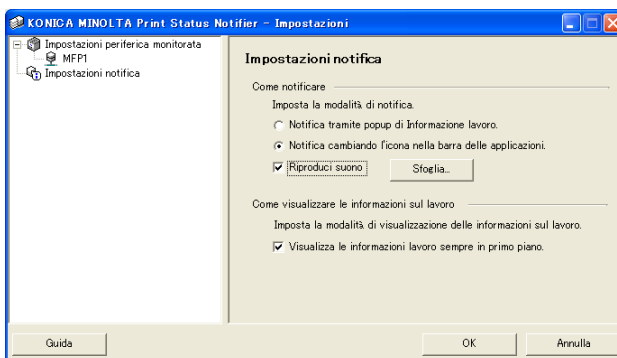 KONICA MINOLTA Print Status Notifier - Impostazioni
Impostazioni periferica monitorata
MFP1
Impostazioni notifica
Impostazioni notifica
Come notificare
Imposta la modalità di notifica.
Notifica tramite popup di Informazione lavoro.
Notifica cambiando l'icona nella barra delle applicazioni.
Riproduci suono
Sfoglia...
Come visualizzare le informazioni sul lavoro
Imposta la modalità di visualizzazione delle informazioni sul lavoro.
Visualizza le informazioni lavoro sempre in primo piano.
Guida
OK
Annulla